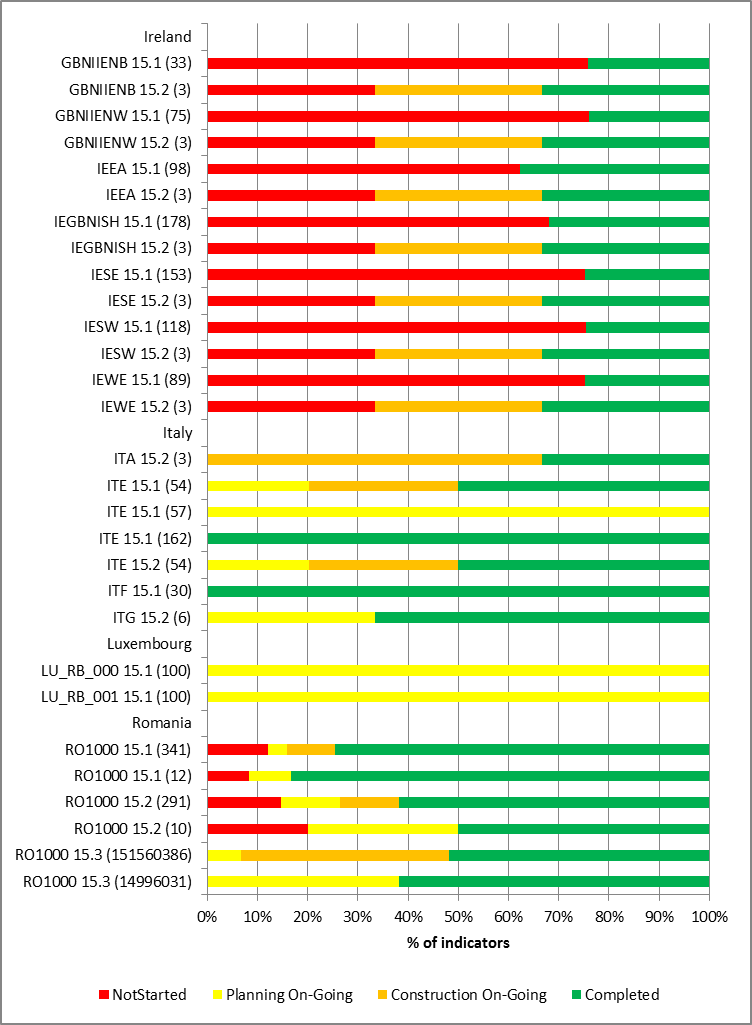 Ireland
GBNIIENB 15.1 (33)
GBNIIENB 15.2 (3)
GBNIIENW 15.1 (75)
GBNIIENW 15.2 (3)
IEEA 15.1 (98)
IEEA 15.2 (3)
IEGBNISH 15.1 (178)
IEGBNISH 15.2 (3)
IESE 15.1 (153)
IESE 15.2 (3)
IESW 15.1 (118)
IESW 15.2 (3)
IEWE 15.1 (89)
IEWE 15.2 (3)
Italy
ITA 15.2 (3)
ITE 15.1 (54)
ITE 15.1 (57)
ITE 15.1 (162)
ITE 15.2 (54)
ITF 15.1 (30)
ITG 15.2 (6)
Luxembourg
LU_RB_000 15.1 (100)
LU_RB_001 15.1 (100)
Romania
RO1000 15.1 (341)
RO1000 15.1 (12)
RO1000 15.2 (291)
RO1000 15.2 (10)
RO1000 15.3 (151560386)
RO1000 15.3 (14996031)
0% 10% 20% 30% 40% 50% 60% 70% 80% 90% 100%
% of indicators
NotStarted Planning On-Going Construction On-Going Completed